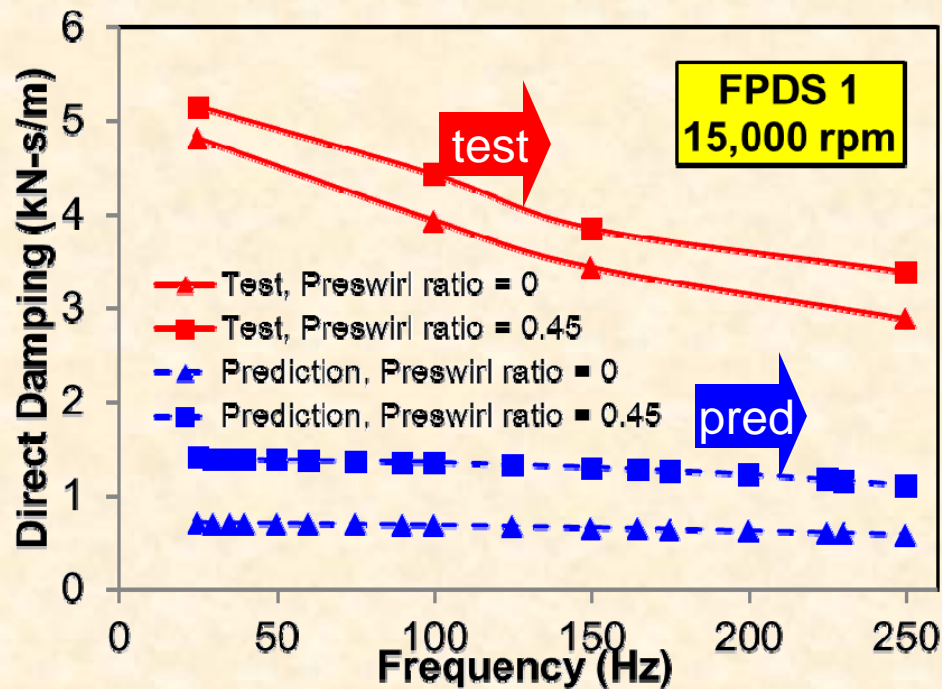 6
5
4
3
2
1
0
Direct Damping (kN-s/m)
FPDS 1
15,000 rpm
test
Test, Preswirl ratio = 0
Test, Preswirl ratio = 0.45
Prediction, Preswirl ratio = 0
Prediction, Preswirl ratio = 0.45
pred
0 50 100 150 200 250
Frequency (Hz)